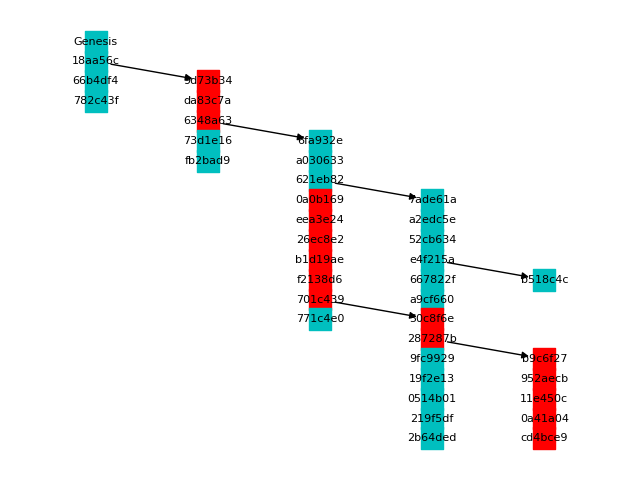 Genesis
18aa56c
66b4df4
782c43f
9d73b34
da83c7a
6348a63
73d1e16
fb2bad9
6fa932e
a030633
621eb82
0a0b169
eea3e24
26ec8e2
b1d19ae
f2138d6
701c439
771c4e0
7ade61a
a2edc5e
52cb634
e4f215a
667822f
a9cf660
50c8f6e
287287b
9fc9929
19f2e13
0514b01
219f5df
2b64ded
b518c4c
b9c6f27
952aecb
11e450c
0a41a04
cd4bce9